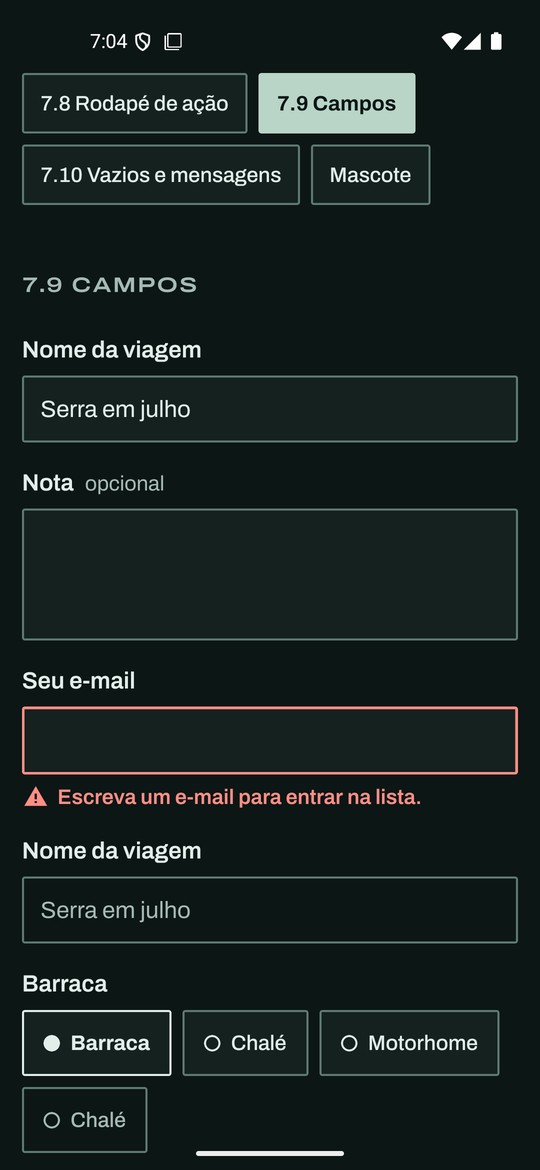 7:04
7.8 Rodapé de ação
7.9 Campos
7.10 Vazios e mensagens
Mascote
7.9 CAMPOS
Nome da viagem
Serra em julho
Nota opcional
Seu e-mail
Escreva um e-mail para entrar na lista.
Nome da viagem
Serra em julho
Barraca
Barraca
Chalé
Motorhome
Chalé